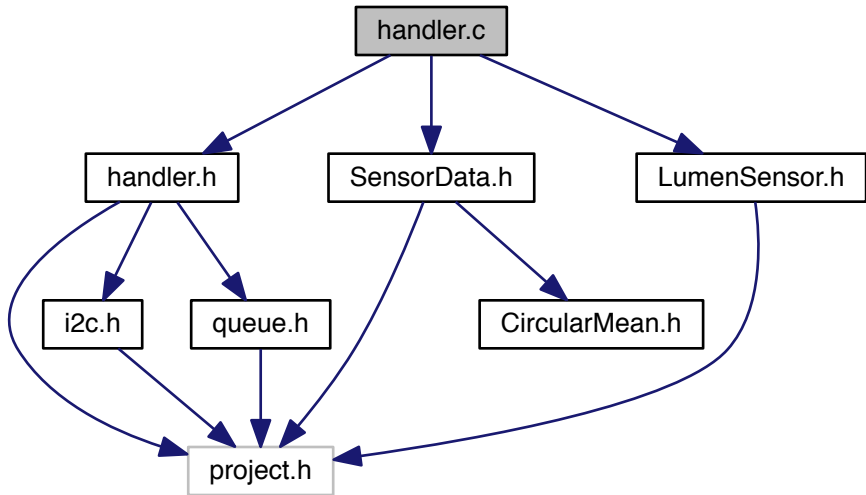 handler.c
handler.h
SensorData.h
LumenSensor.h
i2c.h
queue.h
CircularMean.h
project.h